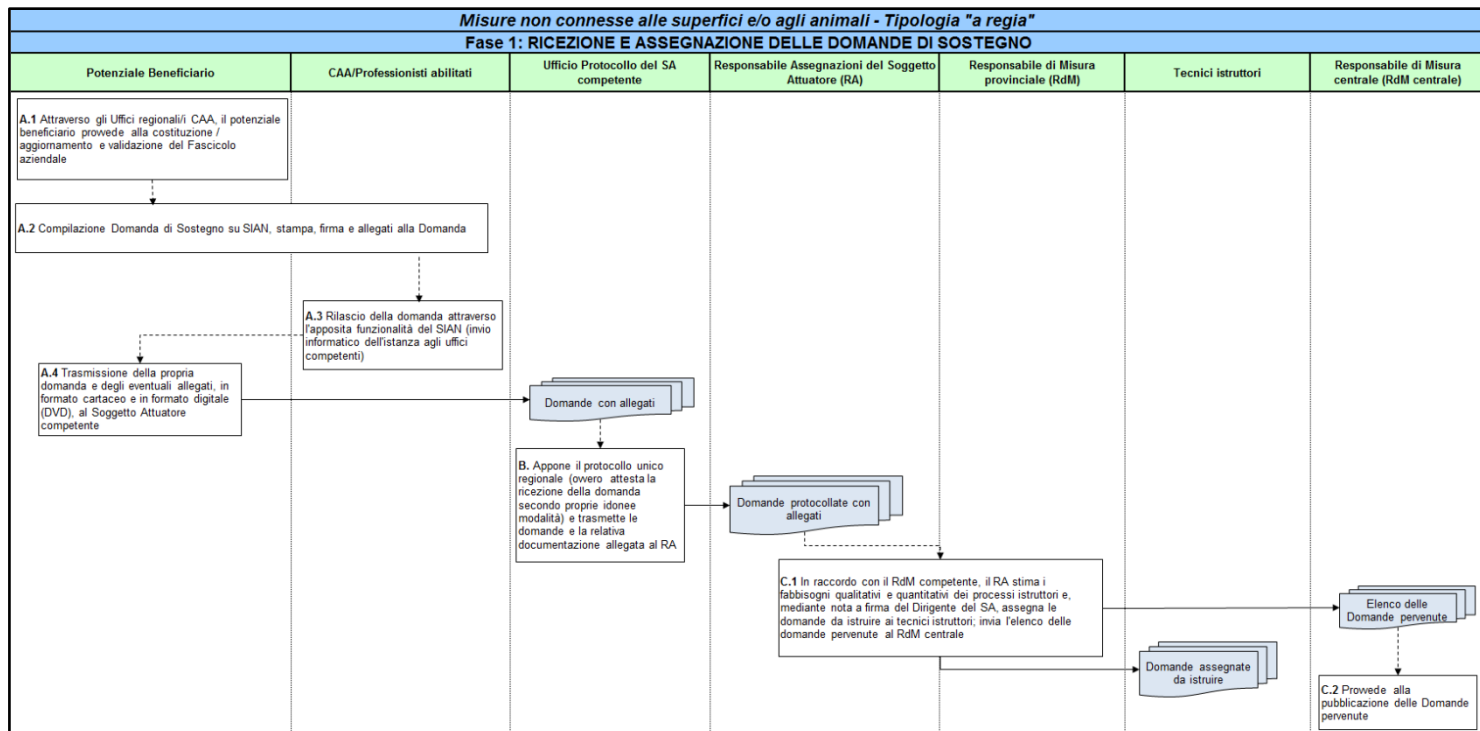 Misure non connesse alle superfici e/o agli animali - Tipologia "a regia"
Fase 1: RICEZIONE E ASSEGNAZIONE DELLE DOMANDE DI SOSTEGNO
Potenziale Beneficiario
CAA/Professionisti abilitati
Ufficio Protocollo del SA
competente
Responsabile Assegnazioni del Soggetto
Attuatore (RA)
Responsabile di Misura
provinciale (RdM)
Tecnici istruttori
Responsabile di Misura
centrale (RdM centrale)
A.1 Attraverso gli Uffici regionali/i CAA, il potenziale
beneficiario provvede alla costituzione /
aggiornamento e validazione del Fascicolo
aziendale
A.2 Compilazione Domanda di Sostegno su SIAN, stampa, firma e allegati alla Domanda
A.3 Rilascio della domanda attraverso
l'apposita funzionalità del SIAN (invio
informatico dell'istanza agli uffici
competenti)
A.4 Trasmissione della propria
domanda e degli eventuali allegati, in
formato cartaceo e in formato digitale
(DVD), al Soggetto Attuatore
competente
Domande con allegati
B. Appone il protocollo unico
regionale (ovvero attesta la
ricezione della domanda
secondo proprie idonee
modalità) e trasmette le
domande e la relativa
documentazione allegata al RA
Domande protocollate con
allegati
C.1 In raccordo con il RdM competente, il RA stima i
fabbisogni qualitativi e quantitativi dei processi istruttori e,
mediante nota a firma del Dirigente del SA, assegna le
domande da istruire ai tecnici istruttori; invia l'elenco delle
domande pervenute al RdM centrale
Elenco delle
Domande pervenute
Domande assegnate
da istruire
C.2 Provvede alla
pubblicazione delle Domande
pervenute